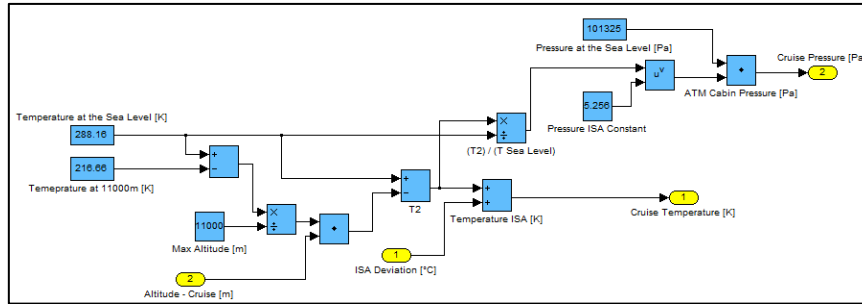 101325
Pressure at the Sea Level [Pa]
Cruise Pressure [Pa
2
u^v
ATM Cabin Pressure [Pa]
5.256
Pressure ISA Constant
Temperature at the Sea Level [K]
288.16
×
÷
(T2) / (T Sea Level)
+
−
216.66
Temeprature at 11000m [K]
+
−
T2
+
+
Temperature ISA [K]
1
Cruise Temperature [K]
×
÷
11000
Max Altitude [m]
1
ISA Deviation [°C]
2
Altitude - Cruise [m]